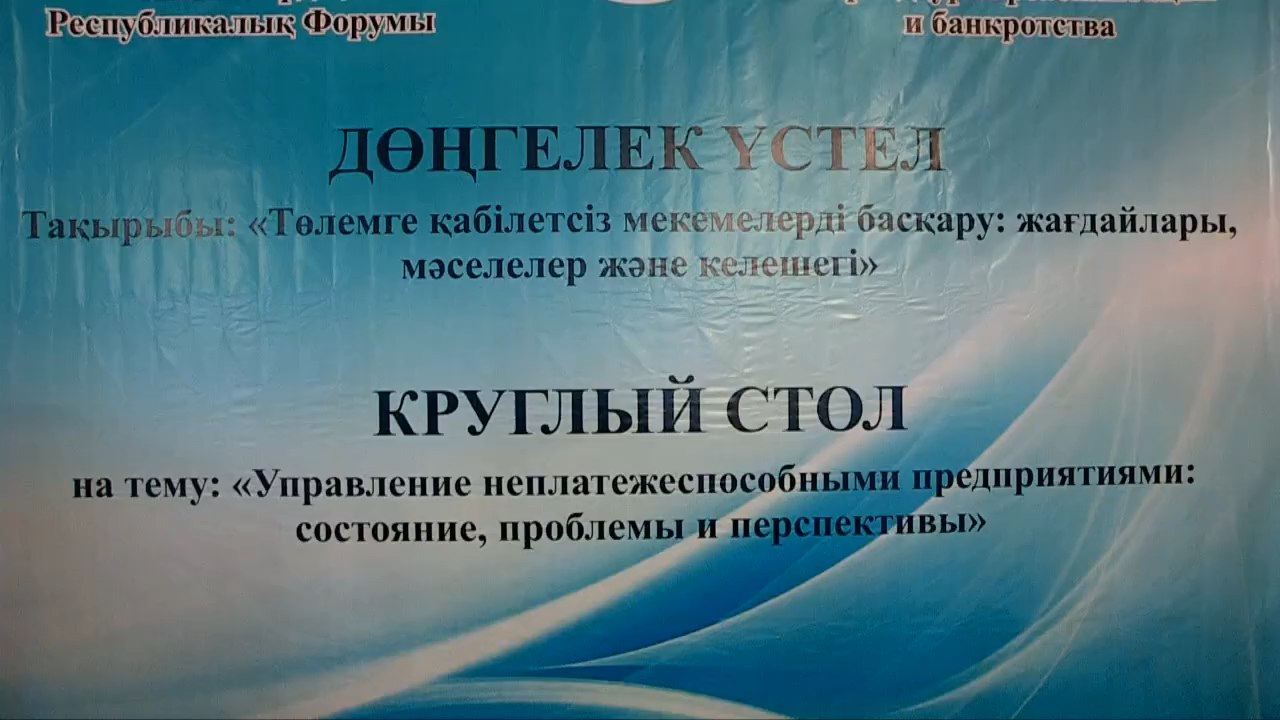 Республикалық Форумы
и банкротства
ДӨҢГЕЛЕК ҮСТЕЛ
Тақырыбы: «Төлемге қабілетсіз мекемелерді басқару: жағдайлары,
мәселелер және келешегі»
КРУГЛЫЙ СТОЛ
на тему: «Управление неплатежеспособными предприятиями:
состояние, проблемы и перспективы»